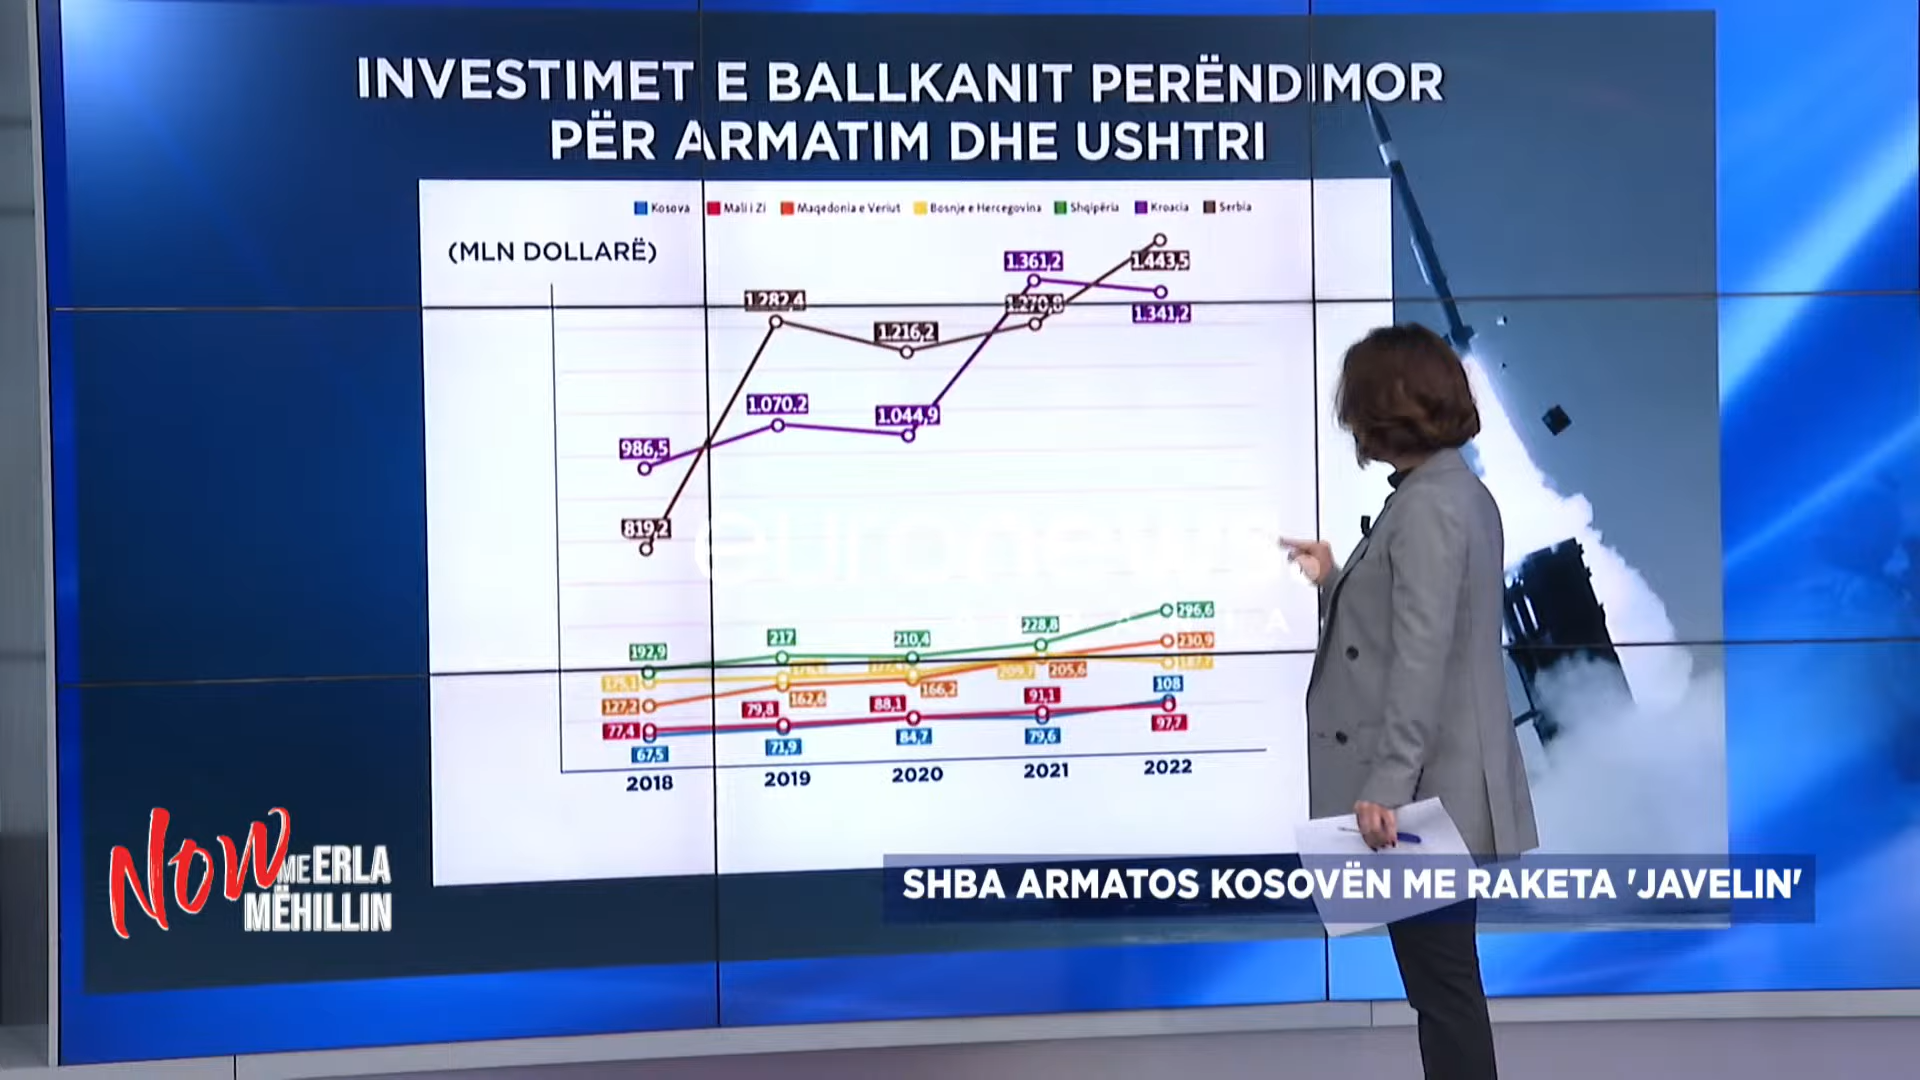 INVESTIMET E BALLKANIT PERËNDIMOR
PËR ARMATIM DHE USHTRI
Kosova Mali i Zi Maqedonia e Veriut Bosnje e Hercegovina Shqipëria Kroacia Serbia
(MLN DOLLARË)
1.361,2
1.443,5
1.282,4
1.270,8
1.341,2
1.216,2
1.070,2
1.044,9
986,5
819,2
euronews.
ALBANIA
296,6
228,8
230,9
217
210,4
192,9
205,6
108
166,2
162,6
127,2
91,1
88,1
79,8
97,7
77,4
79,6
84,7
71,9
67,5
2018 2019 2020 2021 2022
NOW
ME ERLA
MËHILLIN
SHBA ARMATOS KOSOVËN ME RAKETA 'JAVELIN'